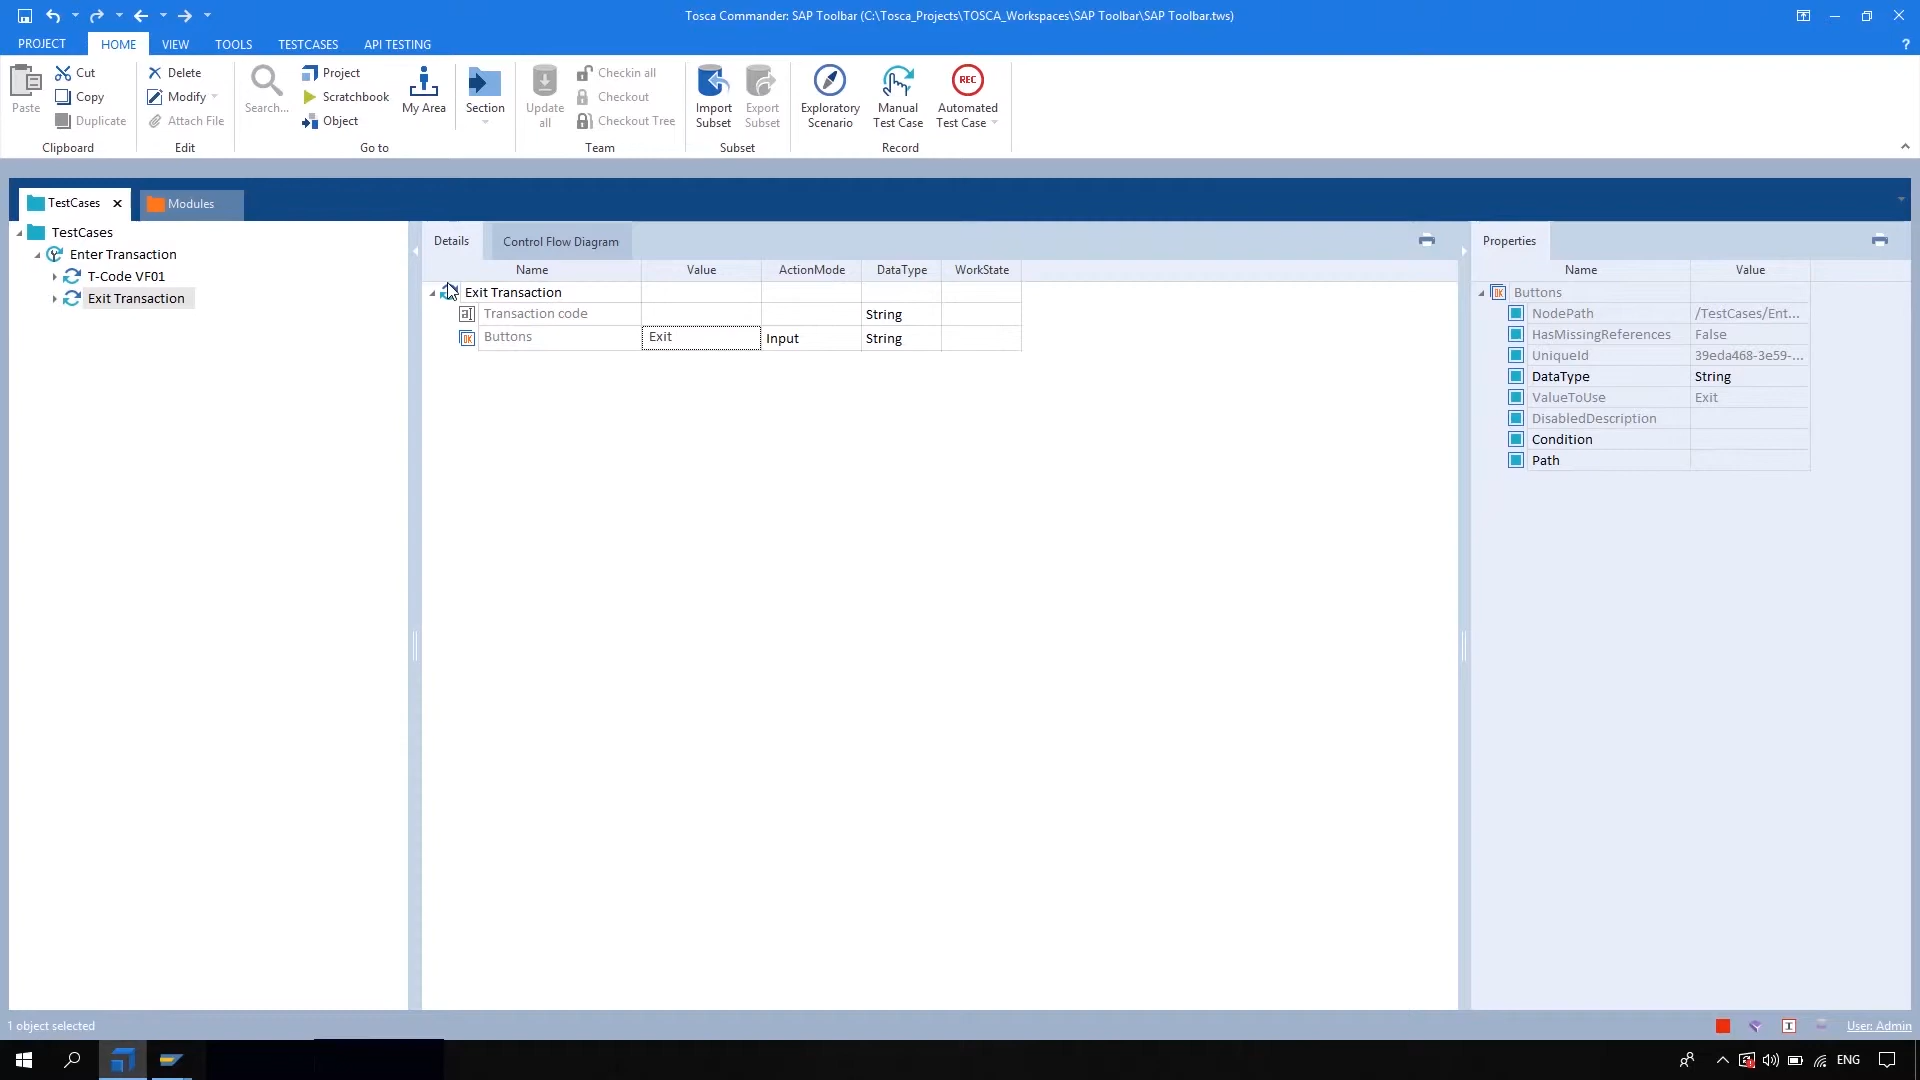 Tosca Commander: SAP Toolbar (C:\Tosca_Projects\TOSCA_Workspaces\SAP Toolbar\SAP Toolbar.tws)
PROJECT HOME VIEW TOOLS TESTCASES API TESTING
?
Paste
Cut
Copy
Duplicate
Clipboard
Delete
Modify
Attach File
Edit
Search...
Project
Scratchbook
Object
My Area
Section
Go to
Update all
Checkin all
Checkout
Checkout Tree
Team
Import Subset
Export Subset
Subset
Exploratory Scenario
Manual Test Case
REC
Automated Test Case
Record
TestCases
Modules
TestCases
Enter Transaction
T-Code VF01
Exit Transaction
Details Control Flow Diagram
Name Value ActionMode DataType WorkState
Exit Transaction
Transaction code String
Buttons Exit Input String
Properties
Name Value
Buttons
NodePath /TestCases/Ent...
HasMissingReferences False
UniqueId 39eda468-3e59-...
DataType String
ValueToUse Exit
DisabledDescription
Condition
Path
1 object selected
User: Admin
ENG